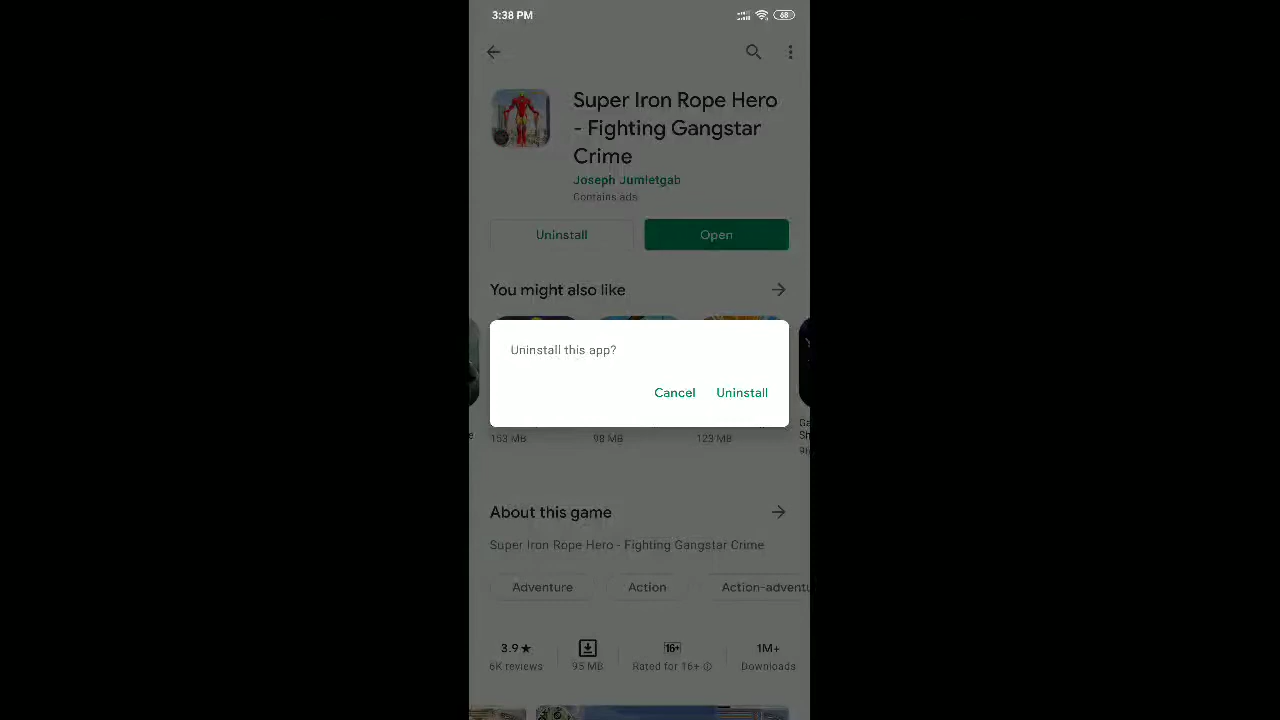 3:38 PM
68
Super Iron Rope Hero
- Fighting Gangstar
Crime
Joseph Jumletgab
Contains ads
Uninstall
Open
You might also like
Uninstall this app?
Cancel
Uninstall
153 MB
98 MB
123 MB
About this game
Super Iron Rope Hero - Fighting Gangstar Crime
Adventure
Action
Action-adventu
3.9★
16+
1M+
6K reviews
95 MB
Rated for 16+
Downloads